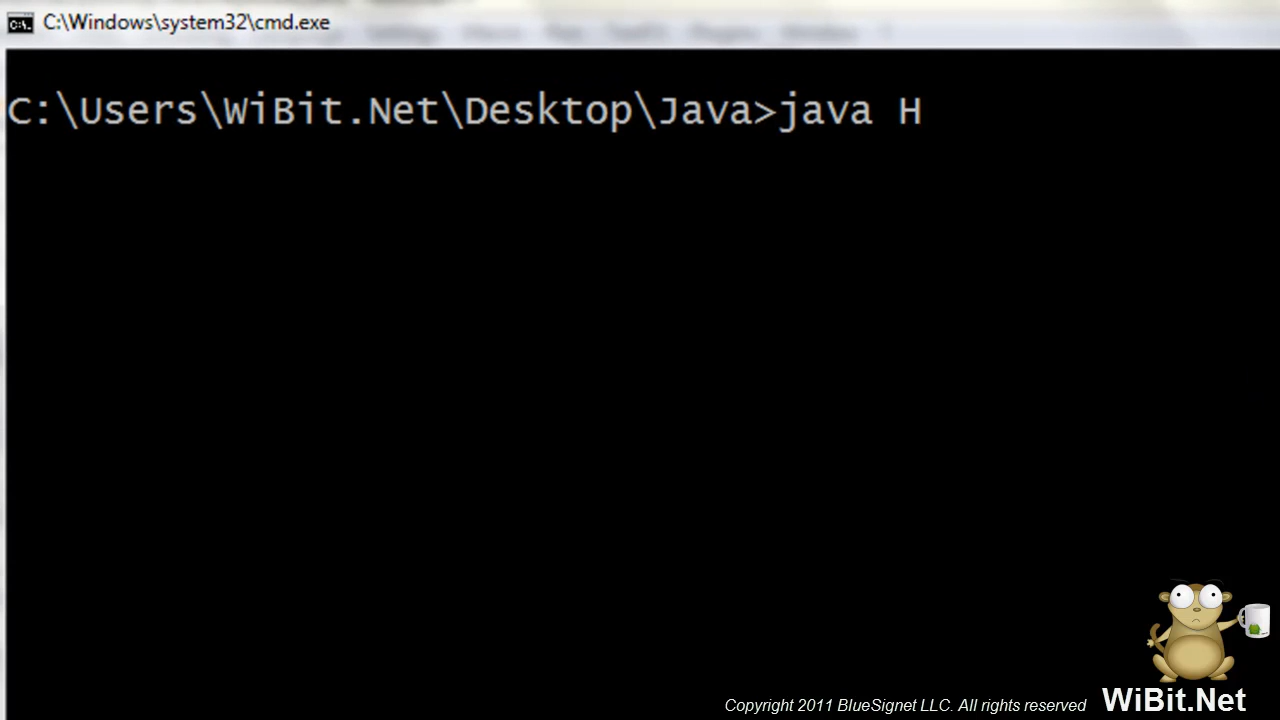 C:\Windows\system32\cmd.exe
C:\Users\WiBit.Net\Desktop\Java>java H
Copyright 2011 BlueSignet LLC. All rights reserved
WiBit.Net